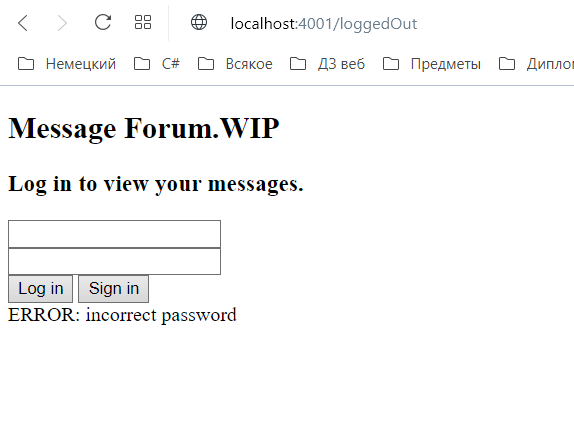 localhost:4001/loggedOut
Немецкий C# Всякое ДЗ веб Предметы Диплом
Message Forum.WIP
Log in to view your messages.
Log in Sign in
ERROR: incorrect password